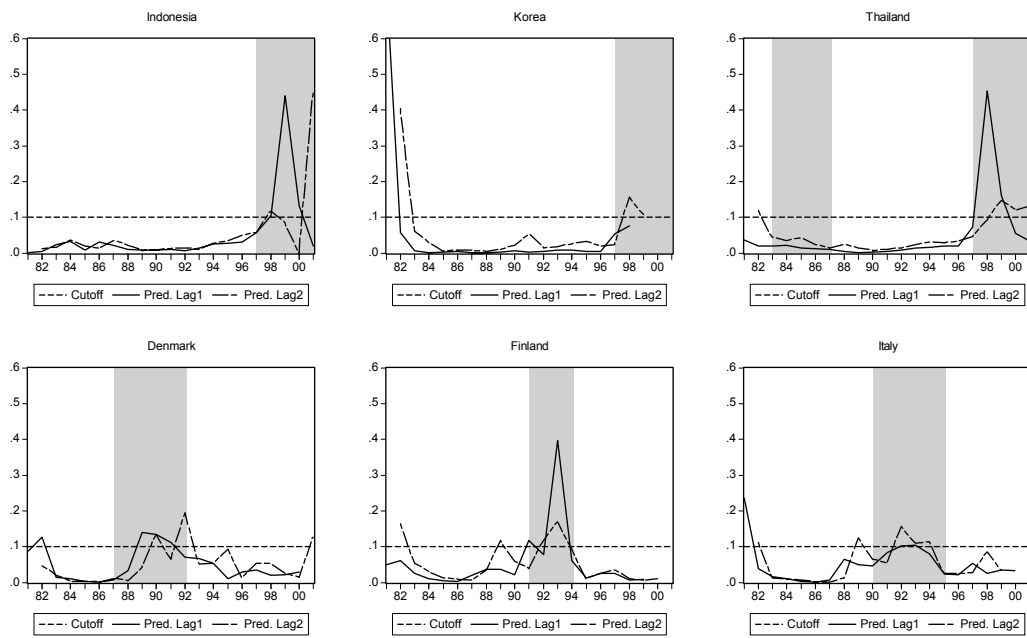 Indonesia
.6
.5
.4
.3
.2
.1
.0
82 84 86 88 90 92 94 96 98 00
Cutoff Pred. Lag1 Pred. Lag2
Korea
.6
.5
.4
.3
.2
.1
.0
82 84 86 88 90 92 94 96 98 00
Cutoff Pred. Lag1 Pred. Lag2
Thailand
.6
.5
.4
.3
.2
.1
.0
82 84 86 88 90 92 94 96 98 00
Cutoff Pred. Lag1 Pred. Lag2
Denmark
.6
.5
.4
.3
.2
.1
.0
82 84 86 88 90 92 94 96 98 00
Cutoff Pred. Lag1 Pred. Lag2
Finland
.6
.5
.4
.3
.2
.1
.0
82 84 86 88 90 92 94 96 98 00
Cutoff Pred. Lag1 Pred. Lag2
Italy
.6
.5
.4
.3
.2
.1
.0
82 84 86 88 90 92 94 96 98 00
Cutoff Pred. Lag1 Pred. Lag2